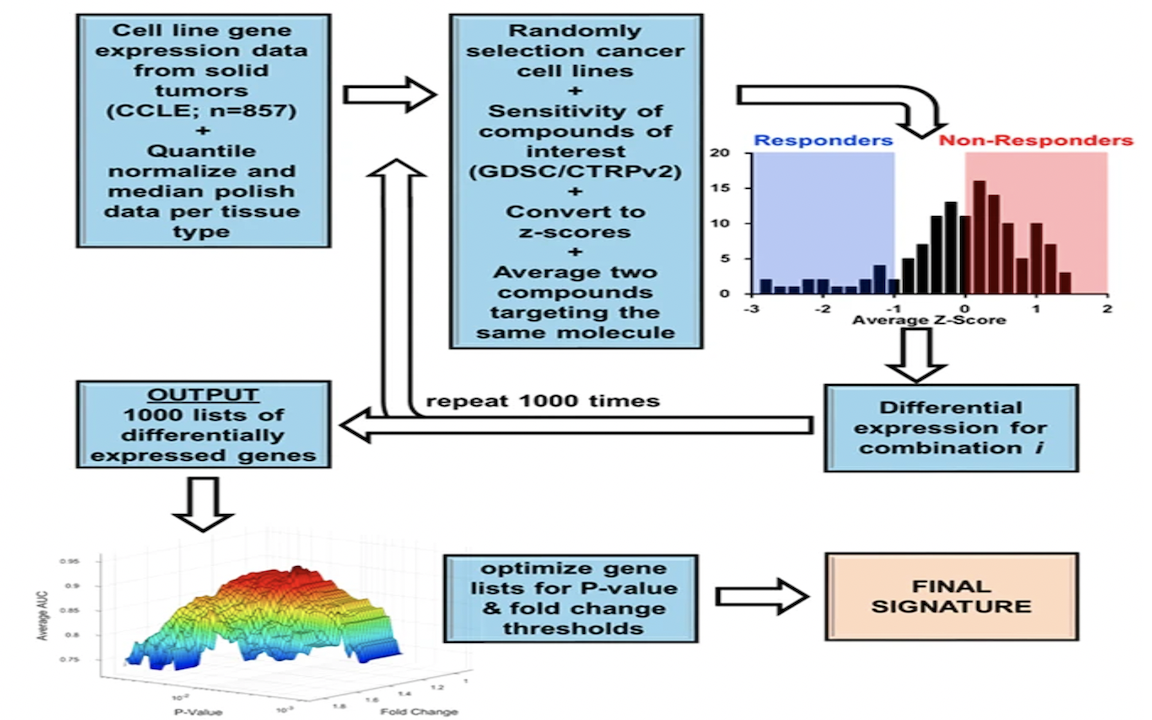 Cell line gene
expression data
from solid
tumors
(CCLE; n=857)
+
Quantile
normalize and
median polish
data per tissue
type
Randomly
selection cancer
cell lines
+
Sensitivity of
compounds of
interest
(GDSC/CTRPv2)
+
Convert to
z-scores
+
Average two
compounds
targeting the
same molecule
Responders
Non-Responders
20
15
10
5
0
-3 -2 -1 0 1 2
Average Z-Score
Differential
expression for
combination i
repeat 1000 times
OUTPUT
1000 lists of
differentially
expressed genes
0.95
0.9
0.85
0.8
0.75
Average AUC
10-2
10-3
P-Value
1.8 1.6 1.4 1.2 1
Fold Change
optimize gene
lists for P-value
& fold change
thresholds
FINAL
SIGNATURE